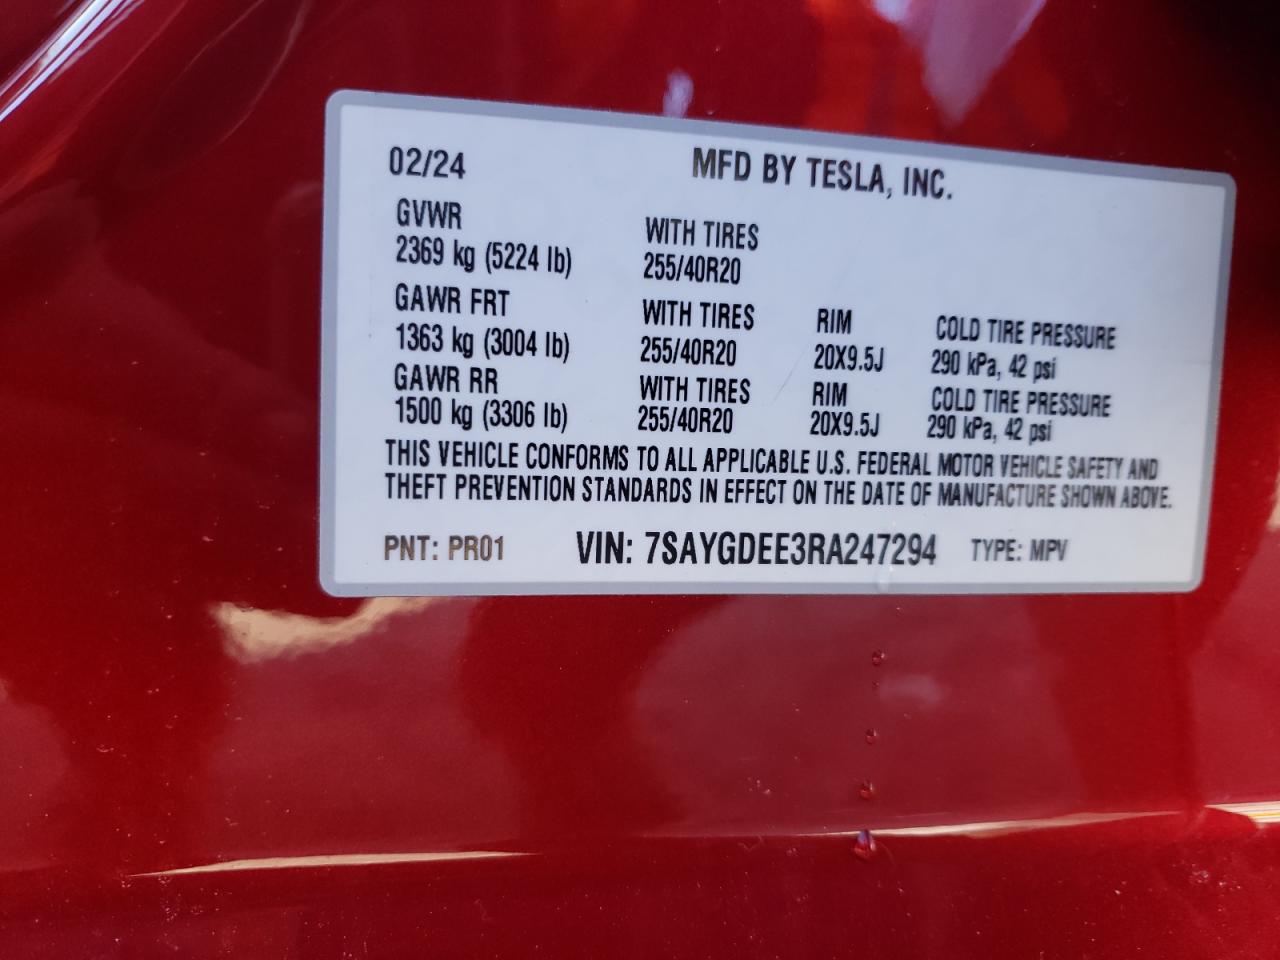 02/24 MFD BY TESLA, INC.
GVWR WITH TIRES
2369 kg (5224 lb) 255/40R20
GAWR FRT WITH TIRES RIM COLD TIRE PRESSURE
1363 kg (3004 lb) 255/40R20 20X9.5J 290 kPa, 42 psi
GAWR RR WITH TIRES RIM COLD TIRE PRESSURE
1500 kg (3306 lb) 255/40R20 20X9.5J 290 kPa, 42 psi
THIS VEHICLE CONFORMS TO ALL APPLICABLE U.S. FEDERAL MOTOR VEHICLE SAFETY AND
THEFT PREVENTION STANDARDS IN EFFECT ON THE DATE OF MANUFACTURE SHOWN ABOVE.
PNT: PR01 VIN: 7SAYGDEE3RA247294 TYPE: MPV